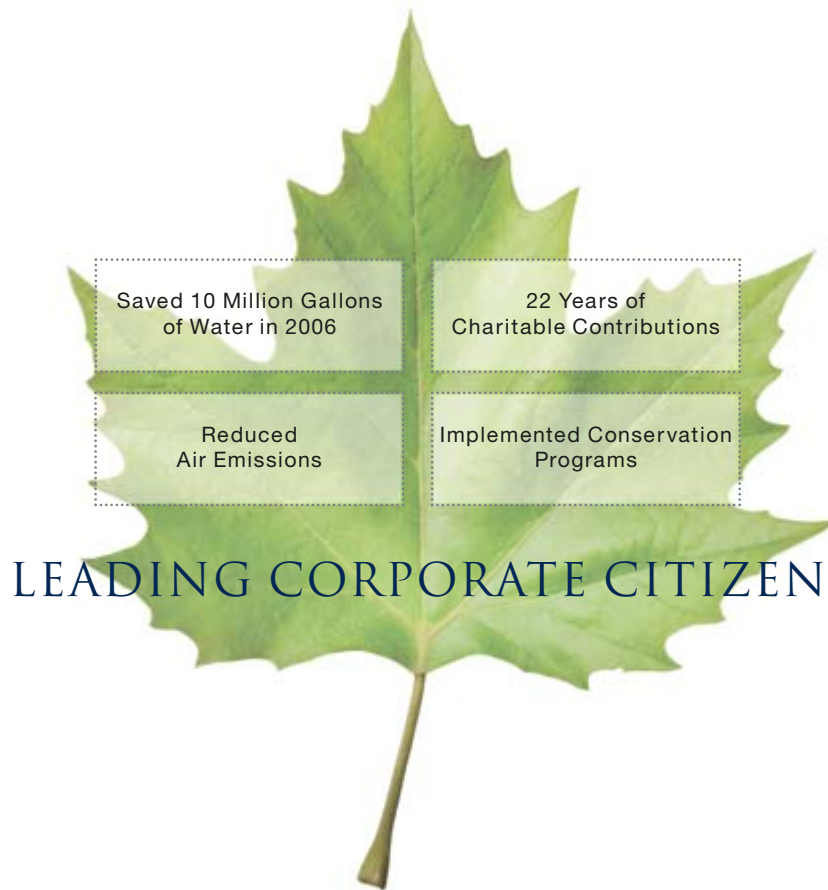 Saved 10 Million Gallons
of Water in 2006
22 Years of
Charitable Contributions
Reduced
Air Emissions
Implemented Conservation
Programs
LEADING CORPORATE CITIZEN